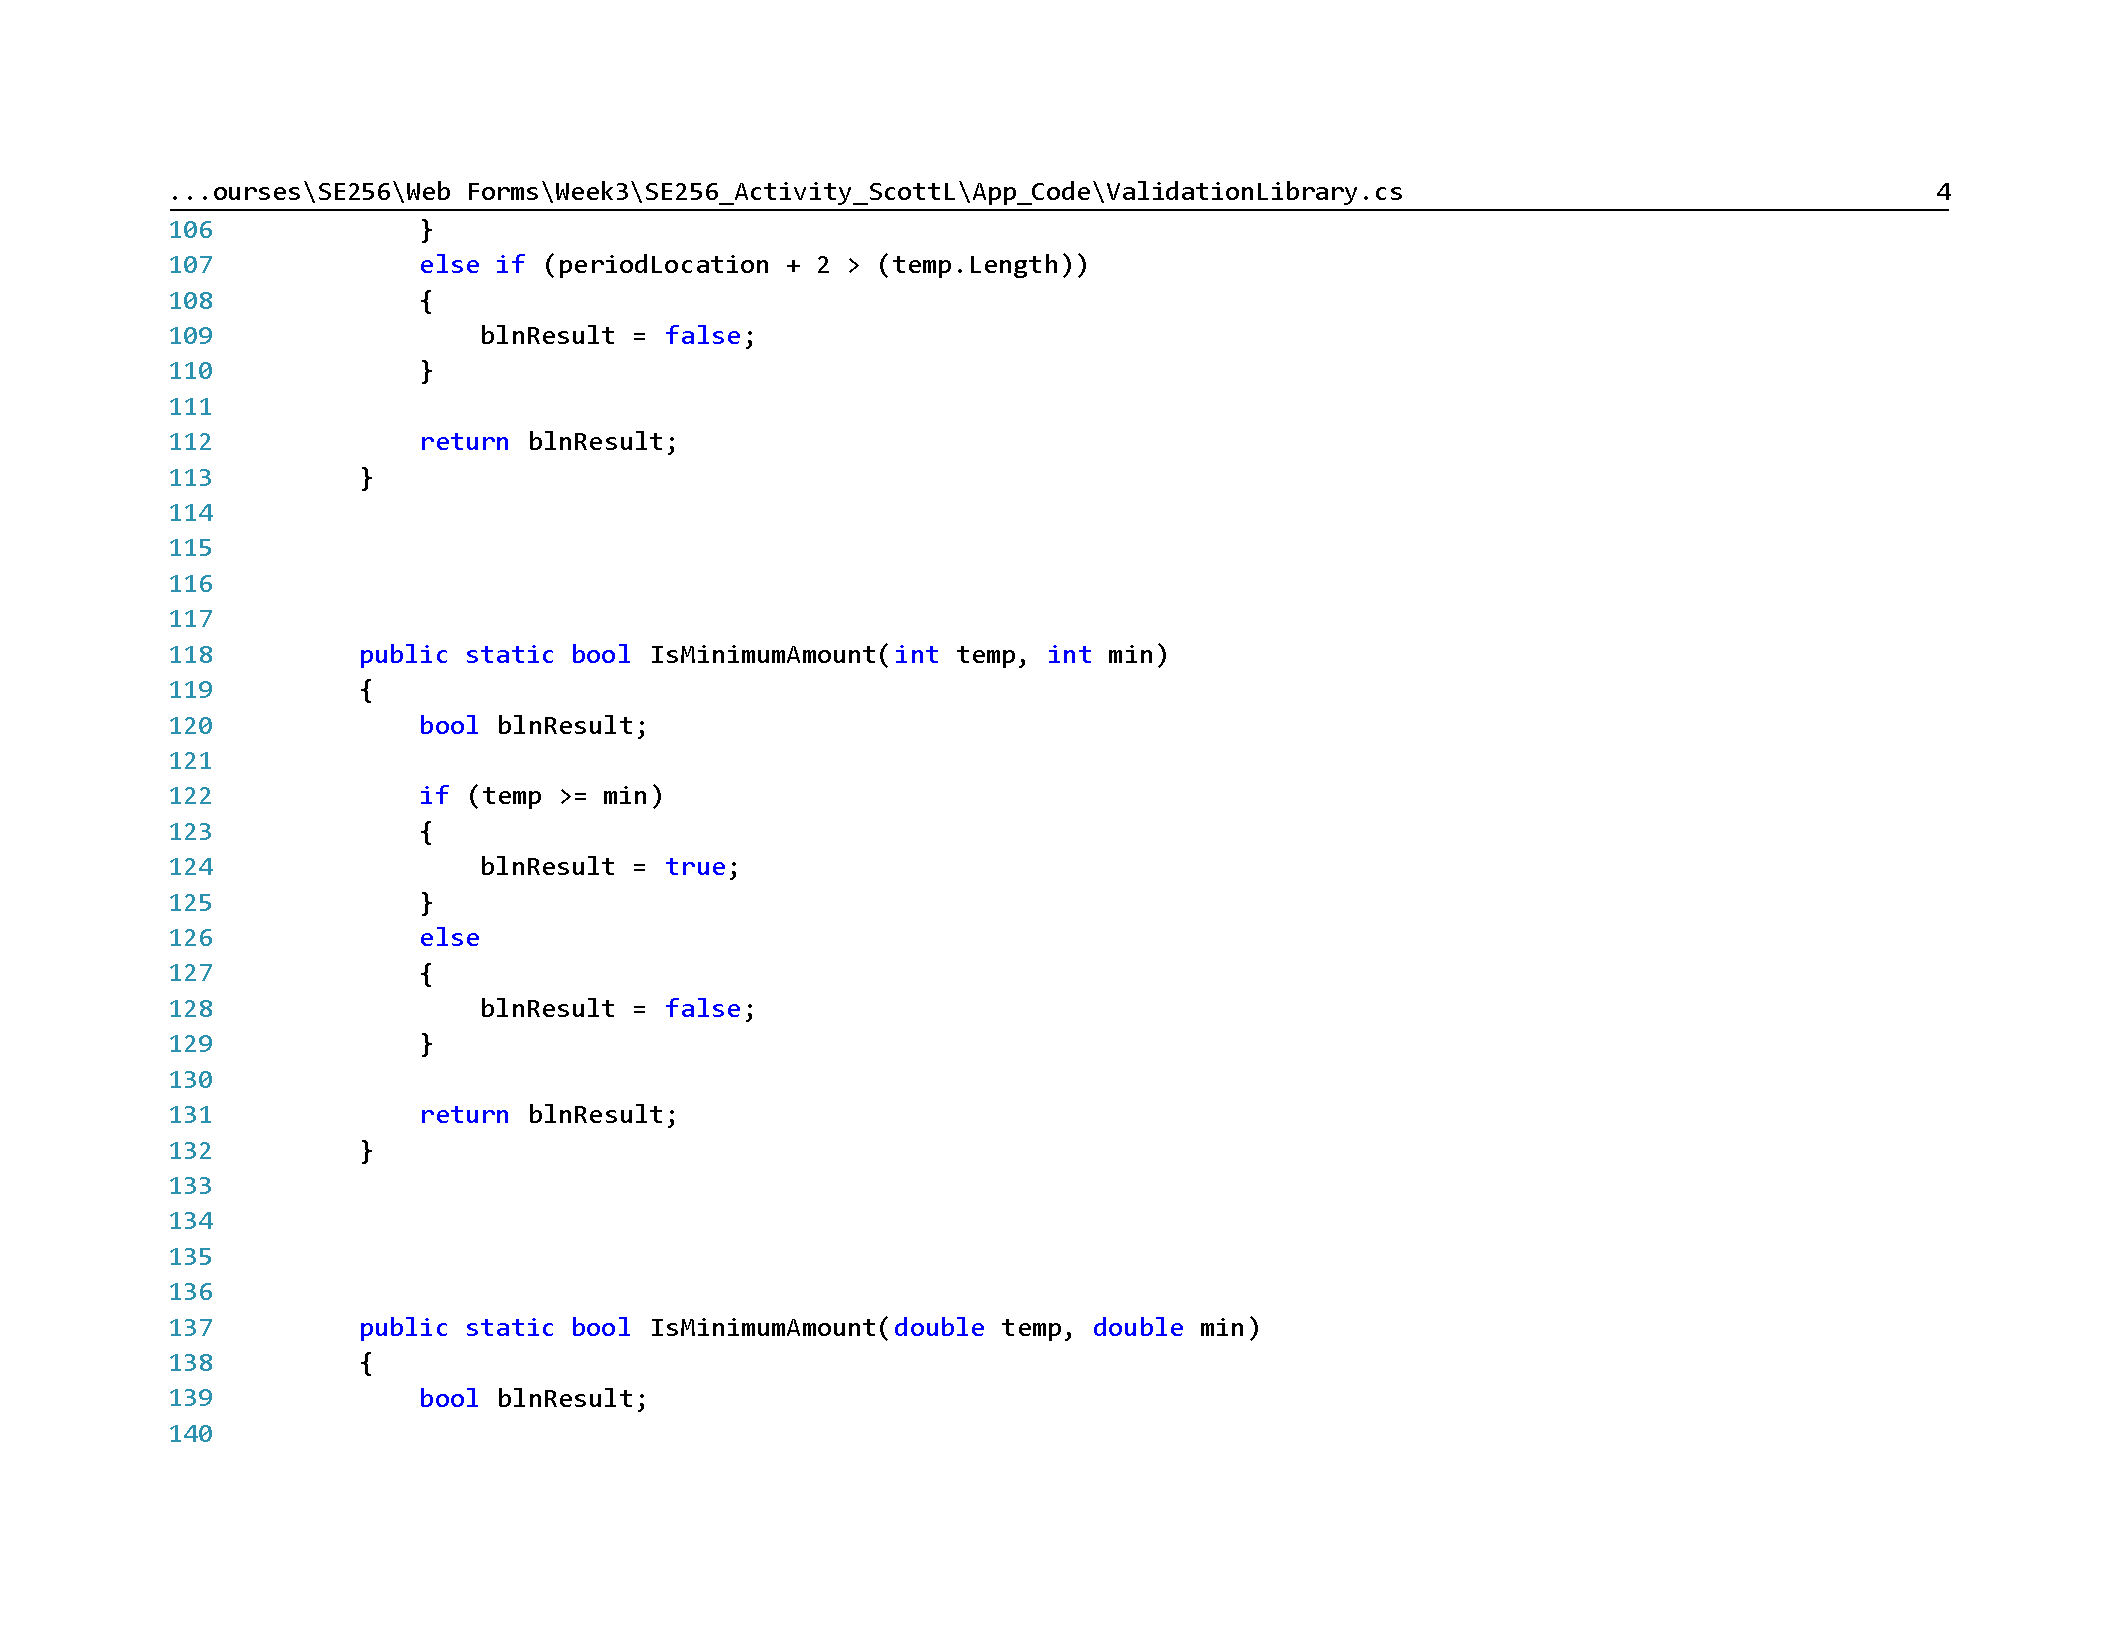 ...ourses\SE256\Web Forms\Week3\SE256_Activity_ScottL\App_Code\ValidationLibrary.cs 4
106 }
107 else if (periodLocation + 2 > (temp.Length))
108 {
109 blnResult = false;
110 }
111
112 return blnResult;
113 }
114
115
116
117
118 public static bool IsMinimumAmount(int temp, int min)
119 {
120 bool blnResult;
121
122 if (temp >= min)
123 {
124 blnResult = true;
125 }
126 else
127 {
128 blnResult = false;
129 }
130
131 return blnResult;
132 }
133
134
135
136
137 public static bool IsMinimumAmount(double temp, double min)
138 {
139 bool blnResult;
140